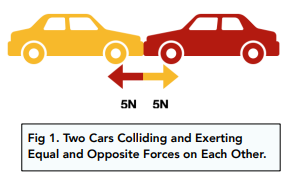 5N 5N
Fig 1. Two Cars Colliding and Exerting
Equal and Opposite Forces on Each Other.